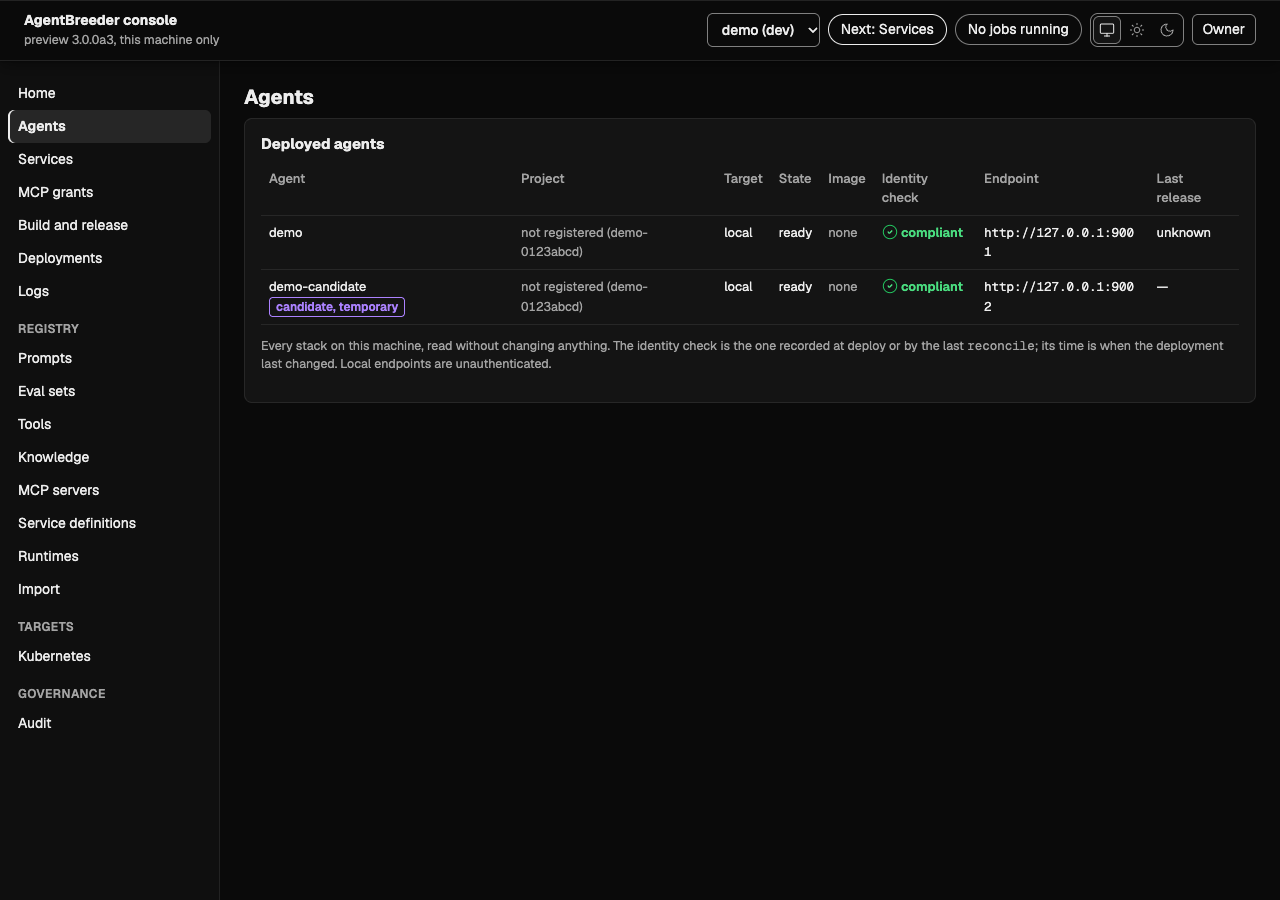 AgentBreeder console
preview 3.0.0a3, this machine only
demo (dev)
Next: Services
No jobs running
Owner
Home
Agents
Services
MCP grants
Build and release
Deployments
Logs
REGISTRY
Prompts
Eval sets
Tools
Knowledge
MCP servers
Service definitions
Runtimes
Import
TARGETS
Kubernetes
GOVERNANCE
Audit
Agents
Deployed agents
Agent Project Target State Image Identity check Endpoint Last release
demo not registered (demo-0123abcd) local ready none compliant http://127.0.0.1:9001 unknown
demo-candidate not registered (demo-0123abcd) local ready none compliant http://127.0.0.1:9002 —
candidate, temporary
Every stack on this machine, read without changing anything. The identity check is the one recorded at deploy or by the last reconcile; its time is when the deployment
last changed. Local endpoints are unauthenticated.